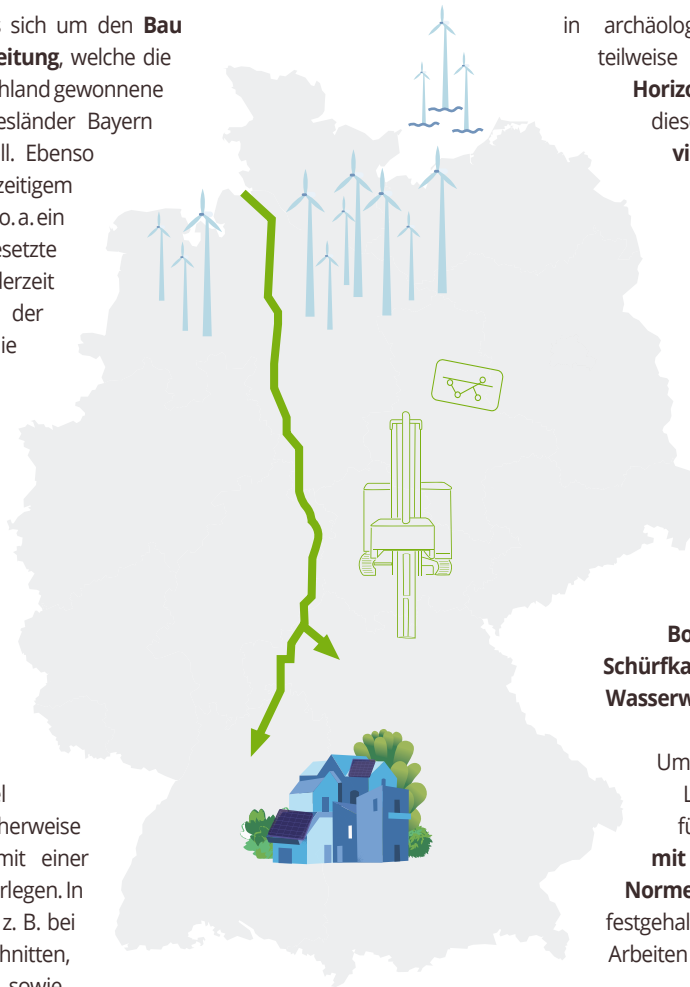 sich um den Bau
eitung, welche die
hland gewonnene
esländer Bayern
ll. Ebenso
zeitigem
o. a. ein
esetzte
derzeit
der
ie
el
cherweise
mit einer
rlegen. In
z. B. bei
hnitten,
sowie
in archäolog
teilweise
Horizo
diese
vi
Bo
Schürfka
Wasserw
Um
L
fü
mit
Norme
festgehal
Arbeiten